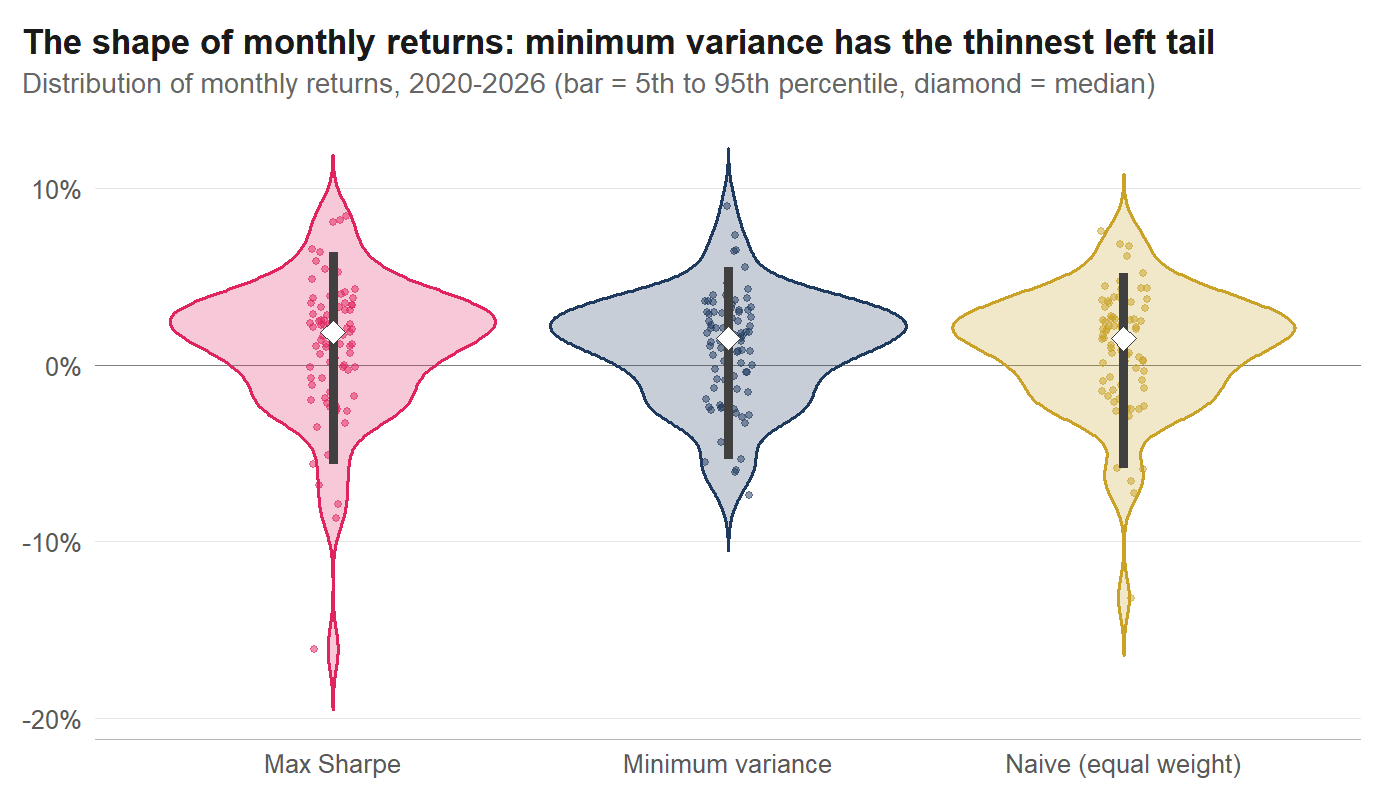 The shape of monthly returns: minimum variance has the thinnest left tail
Distribution of monthly returns, 2020-2026 (bar = 5th to 95th percentile, diamond = median)
10%
0%
-10%
-20%
Max Sharpe
Minimum variance
Naive (equal weight)